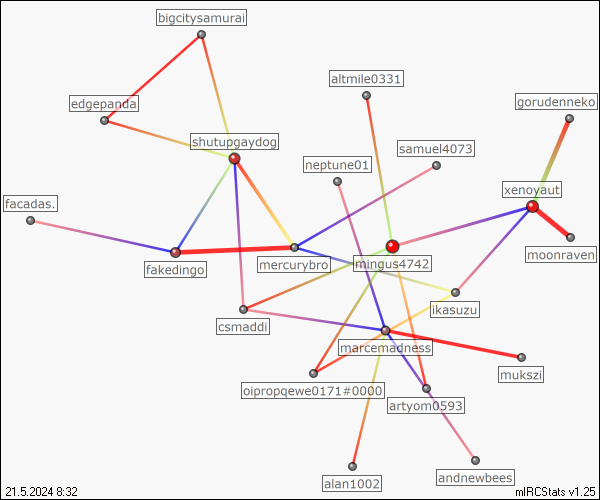 bigcitysamurai
altmile0331
edgepanda
gorudenneko
shutupgaydog
samuel4073
neptune01
xenoyaut
facadas.
moonraven
fakedingo
mercurybro
mingus4742
ikasuzu
csmaddi
marcemadness
mukszi
oipropqewe0171#0000
artyom0593
alan1002
andnewbees
21.5.2024 8:32
mIRCStats v1.25